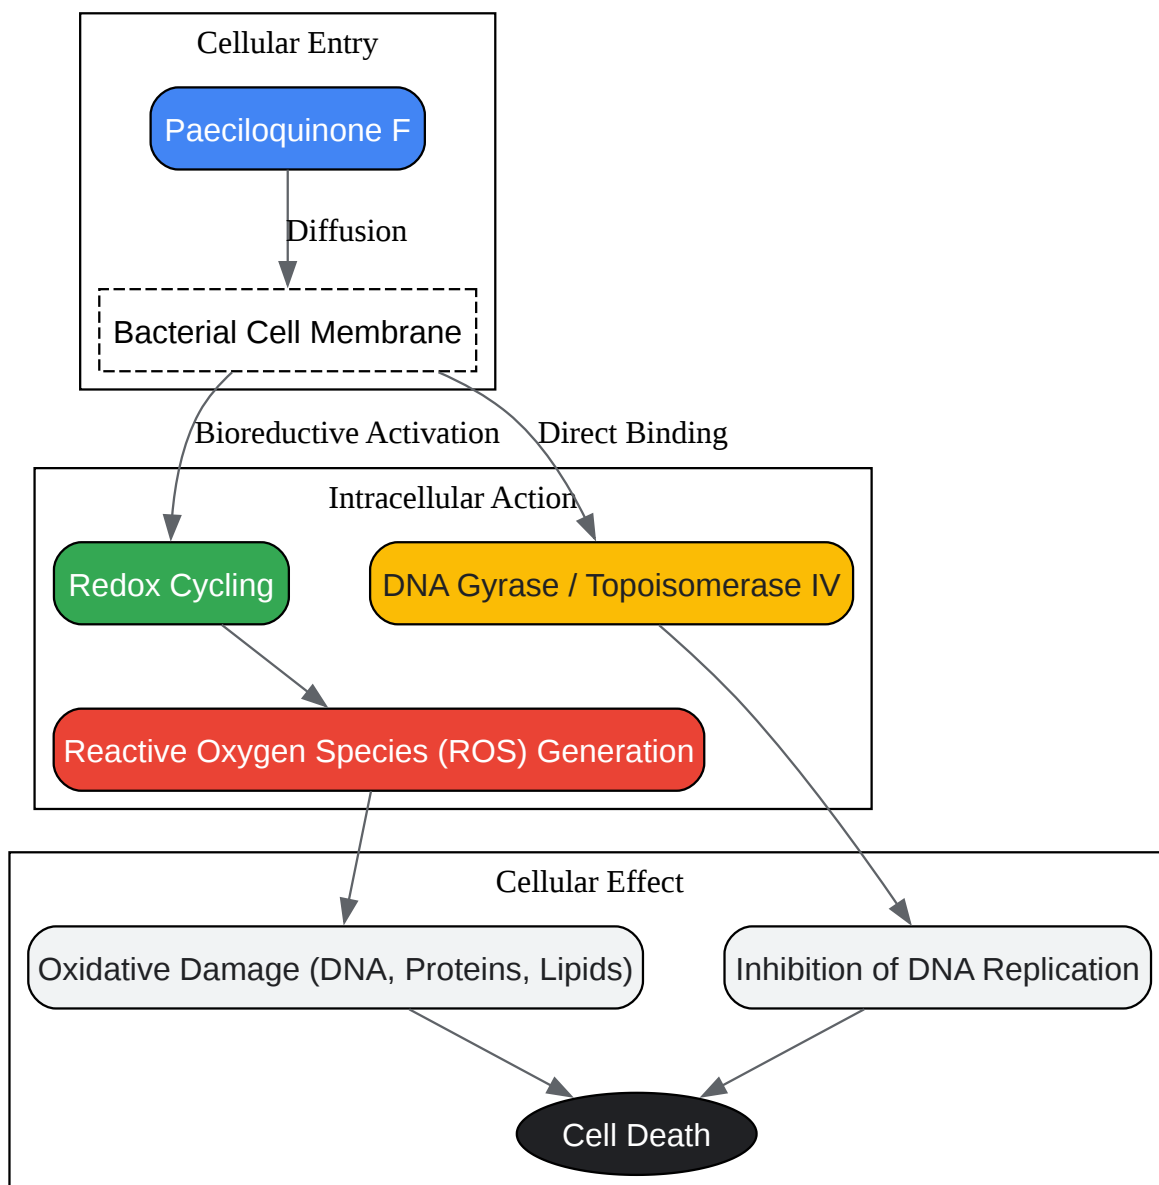 Cellular Entry
Paeciloquinone F
Diffusion
Bacterial Cell Membrane
Bioreductive Activation
Direct Binding
Intracellular Action
Redox Cycling
DNA Gyrase / Topoisomerase IV
Reactive Oxygen Species (ROS) Generation
Cellular Effect
Oxidative Damage (DNA, Proteins, Lipids)
Inhibition of DNA Replication
Cell Death